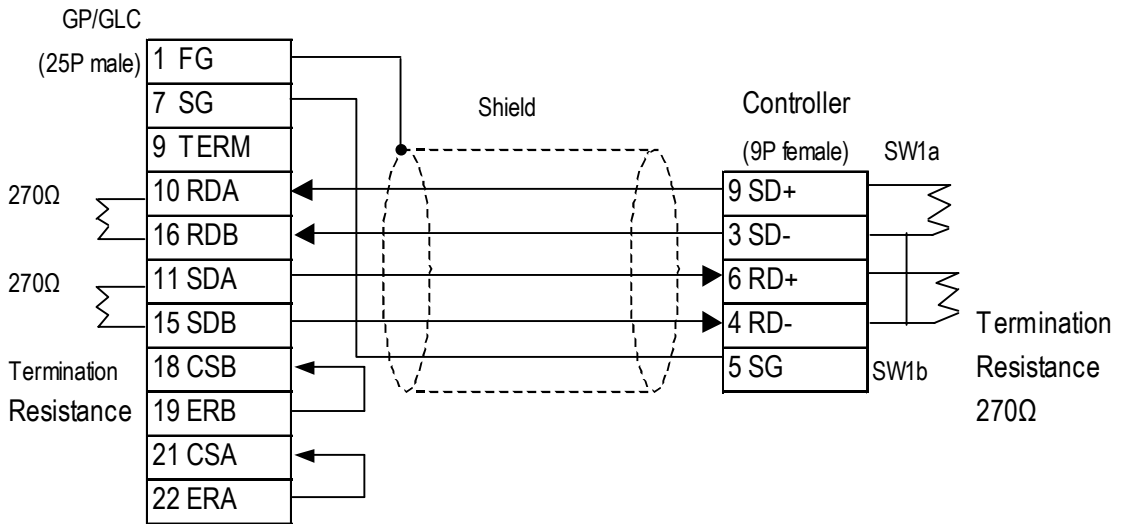 GP/GLC
(25P male)
1 FG
7 SG
9 TERM
10 RDA
16 RDB
11 SDA
15 SDB
18 CSB
19 ERB
21 CSA
22 ERA
270Ω
270Ω
Termination
Resistance
Shield
Controller
(9P female)
SW1a
9 SD+
3 SD-
6 RD+
4 RD-
5 SG
SW1b
Termination
Resistance
270Ω